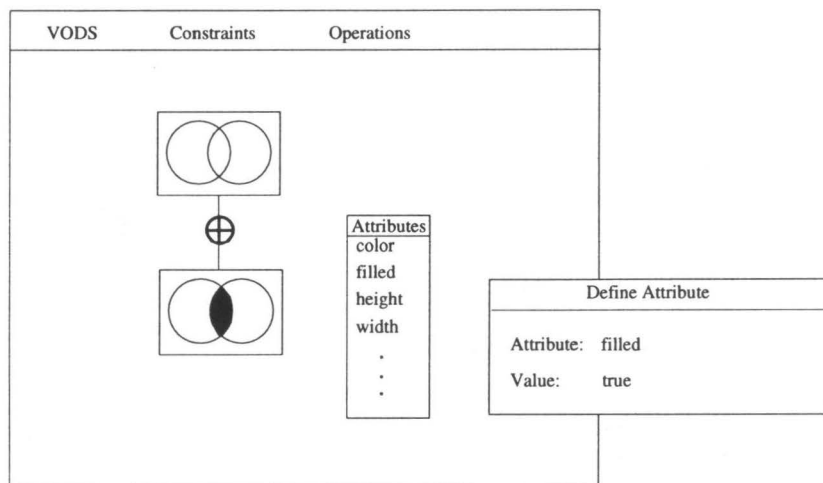 VODS Constraints Operations
Attributes
color
filled
height
width
.
.
.
Define Attribute
Attribute: filled
Value: true